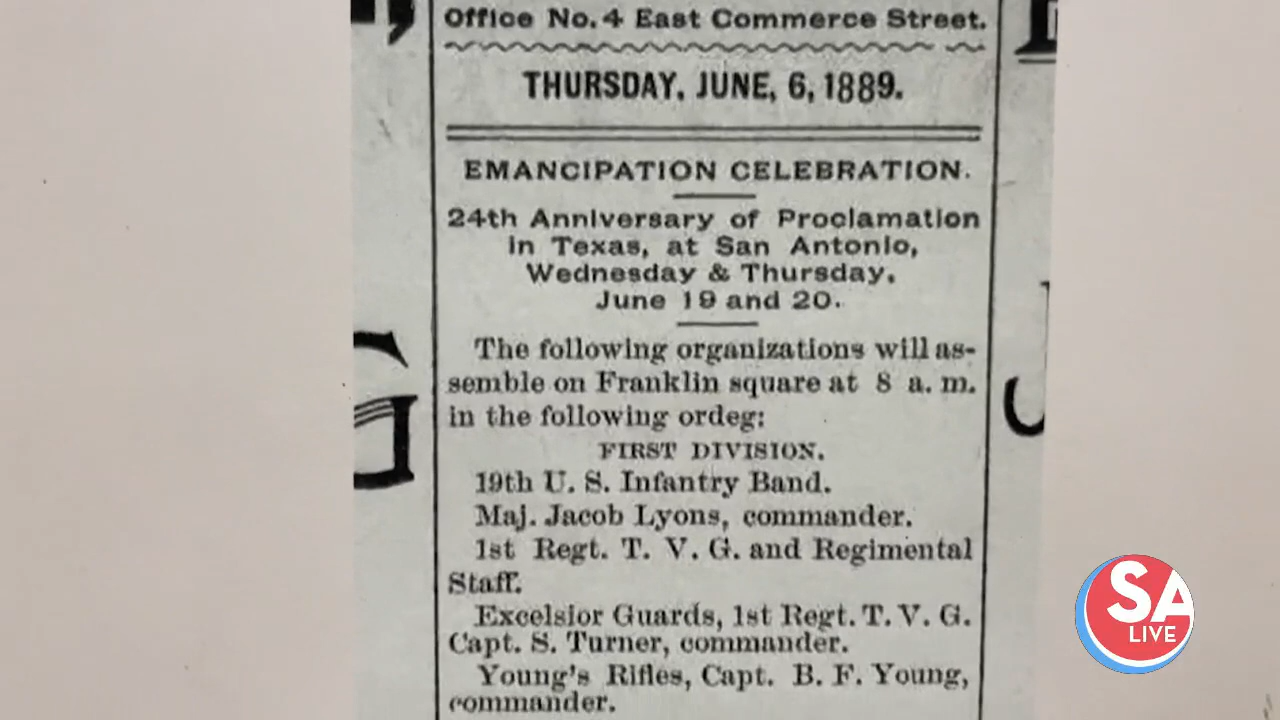 Office No. 4 East Commerce Street.
THURSDAY, JUNE, 6, 1889.
EMANCIPATION CELEBRATION.
24th Anniversary of Proclamation
in Texas, at San Antonio,
Wednesday & Thursday,
June 19 and 20.
The following organizations will as-
semble on Franklin square at 8 a. m.
in the following ordeg:
FIRST DIVISION.
19th U. S. Infantry Band.
Maj. Jacob Lyons, commander.
1st Regt. T. V. G. and Regimental
Staff.
Excelsior Guards, 1st Regt. T. V. G.
Capt. S. Turner, commander.
Young's Rifles, Capt. B. F. Young,
commander.
SA
LIVE